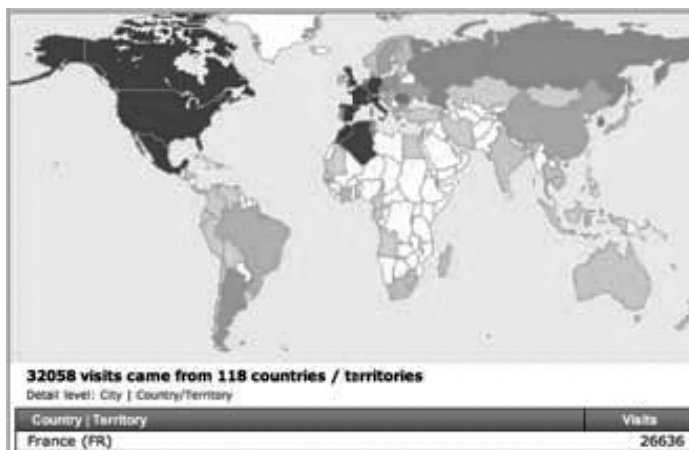 32058 visits came from 118 countries / territories
Detail level: City | Country/Territory
Country | Territory Visits
France (FR) 26636